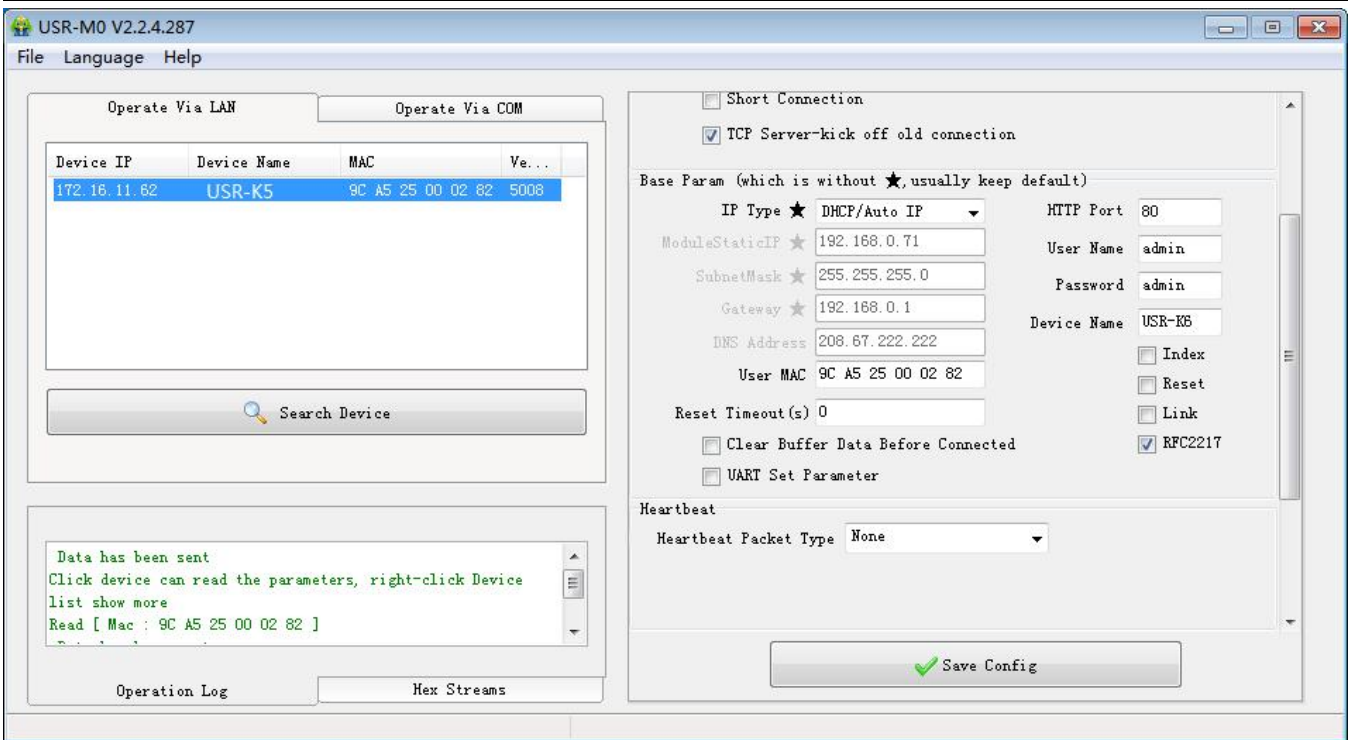 USR-M0 V2.2.4.287
File Language Help
Operate Via LAN Operate Via COM
Device IP Device Name MAC Ve...
172.16.11.62 USR-K5 9C A5 25 00 02 82 5008
Search Device
Data has been sent
Click device can read the parameters, right-click Device
list show more
Read [ Mac : 9C A5 25 00 02 82 ]
Operation Log Hex Streams
Short Connection
TCP Server-kick off old connection
Base Param (which is without ★, usually keep default)
IP Type ★ DHCP/Auto IP
ModuleStaticIP ★ 192.168.0.71
SubnetMask ★ 255.255.255.0
Gateway ★ 192.168.0.1
DNS Address 208.67.222.222
User MAC 9C A5 25 00 02 82
Reset Timeout(s) 0
Clear Buffer Data Before Connected
UART Set Parameter
HTTP Port 80
User Name admin
Password admin
Device Name USR-K6
Index
Reset
Link
RFC2217
Heartbeat
Heartbeat Packet Type None
Save Config